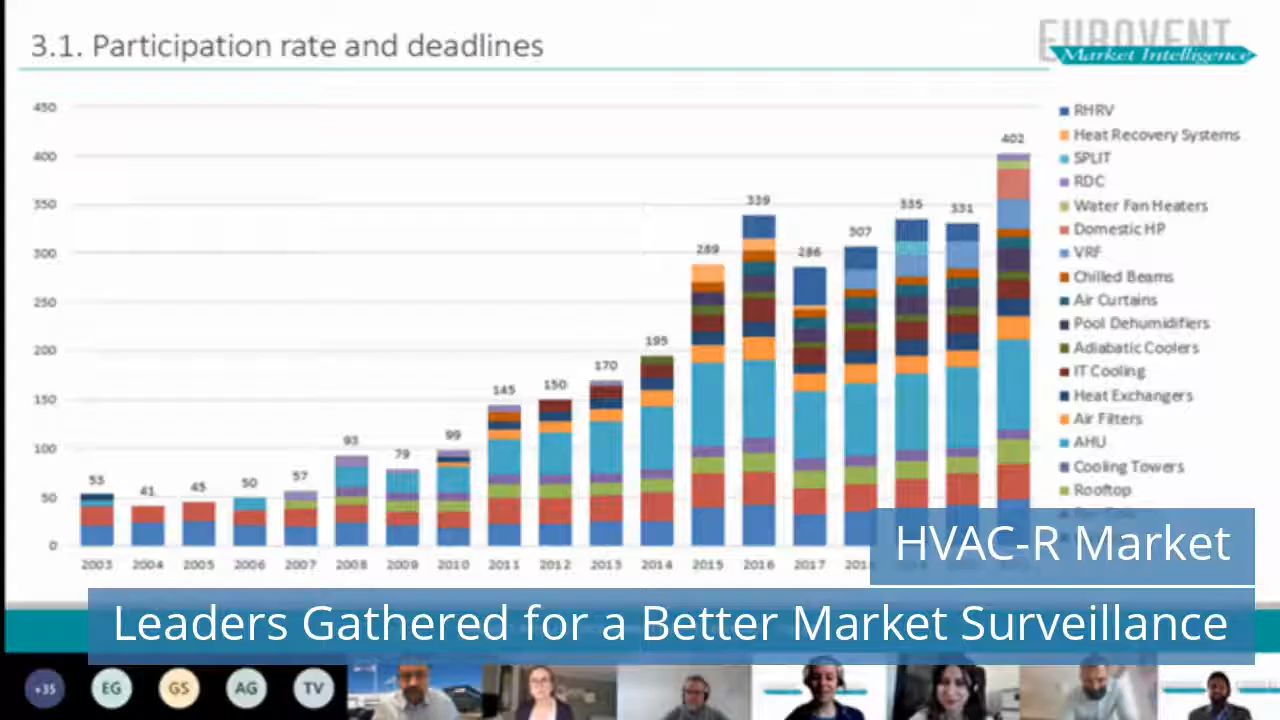 3.1. Participation rate and deadlines
EUROVENT
Market Intelligence
450
400
350
300
250
200
150
100
50
0
53
41
45
50
57
93
79
99
145
150
170
195
289
339
286
307
335
331
402
2003 2004 2005 2006 2007 2008 2009 2010 2011 2012 2013 2014 2015 2016 2017
RHRV
Heat Recovery Systems
SPLIT
RDC
Water Fan Heaters
Domestic HP
VRF
Chilled Beams
Air Curtains
Pool Dehumidifiers
Adiabatic Coolers
IT Cooling
Heat Exchangers
Air Filters
AHU
Cooling Towers
Rooftop
HVAC-R Market
Leaders Gathered for a Better Market Surveillance
+35 EG GS AG TV